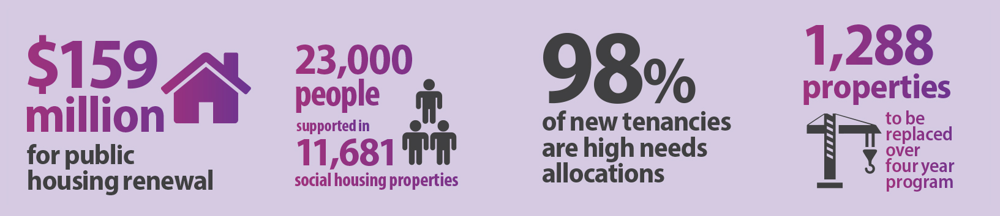 $159
million
for public
housing renewal
23,000
people
supported in
11,681
social housing properties
98%
of new tenancies
are high needs
allocations
1,288
properties
to be
replaced
over
four year
program